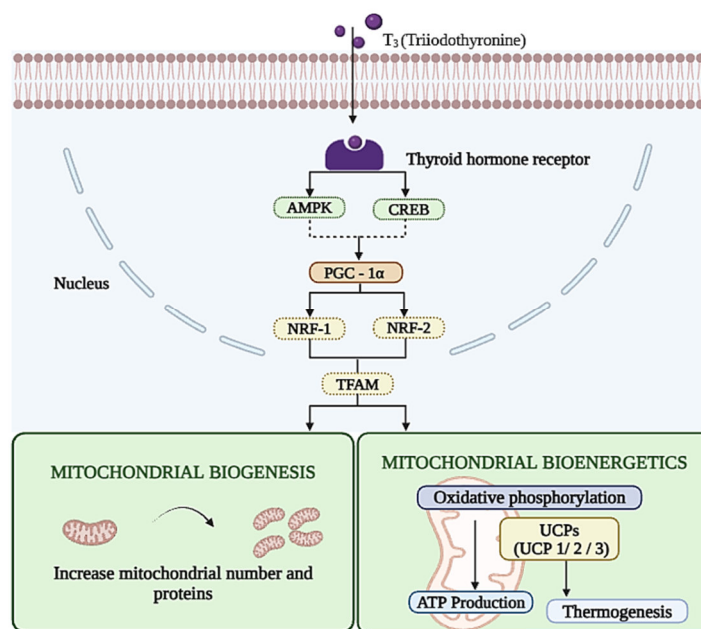 T3 (Triiodothyronine)
Thyroid hormone receptor
AMPK
CREB
PGC - 1α
Nucleus
NRF-1
NRF-2
TFAM
MITOCHONDRIAL BIOGENESIS
Increase mitochondrial number and
proteins
MITOCHONDRIAL BIOENERGETICS
Oxidative phosphorylation
UCPs
(UCP 1/ 2 / 3)
ATP Production
Thermogenesis